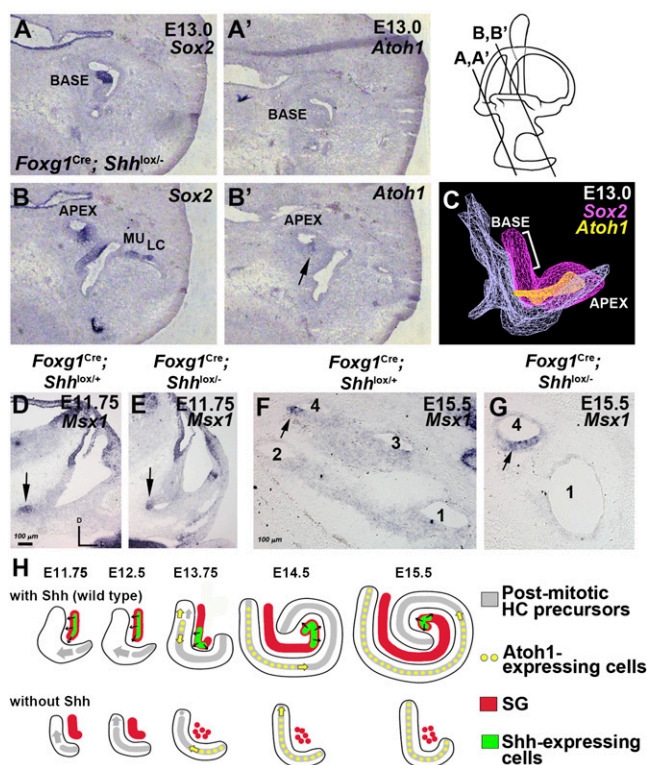 A
E13.0
Sox2
BASE
Foxg1Cre; Shhlox/-
A'
E13.0
Atoh1
BASE
B,B'
A,A'
B
Sox2
APEX
MU
LC
B'
Atoh1
APEX
C
E13.0
Sox2
Atoh1
BASE
APEX
Foxg1Cre;
Shhlox/+
Foxg1Cre;
Shhlox/-
Foxg1Cre;
Shhlox/+
Foxg1Cre;
Shhlox/-
D
E11.75
Msx1
D
100 µm
E
E11.75
Msx1
F
E15.5
Msx1
4
3
2
1
100 µm
G
E15.5
Msx1
4
1
H
E11.75 E12.5 E13.75 E14.5 E15.5
with Shh (wild type)
without Shh
Post-mitotic
HC precursors
Atoh1-
expressing cells
SG
Shh-expressing
cells